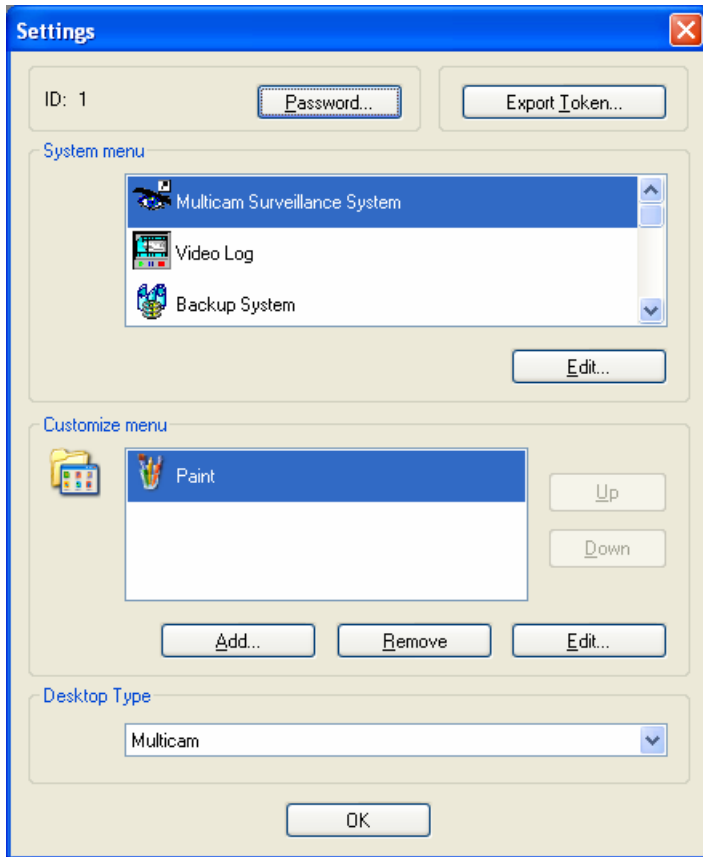 Settings
ID: 1 Password... Export Token...
System menu
Multicam Surveillance System
Video Log
Backup System
Edit...
Customize menu
Paint
Up
Down
Add... Remove Edit...
Desktop Type
Multicam
OK